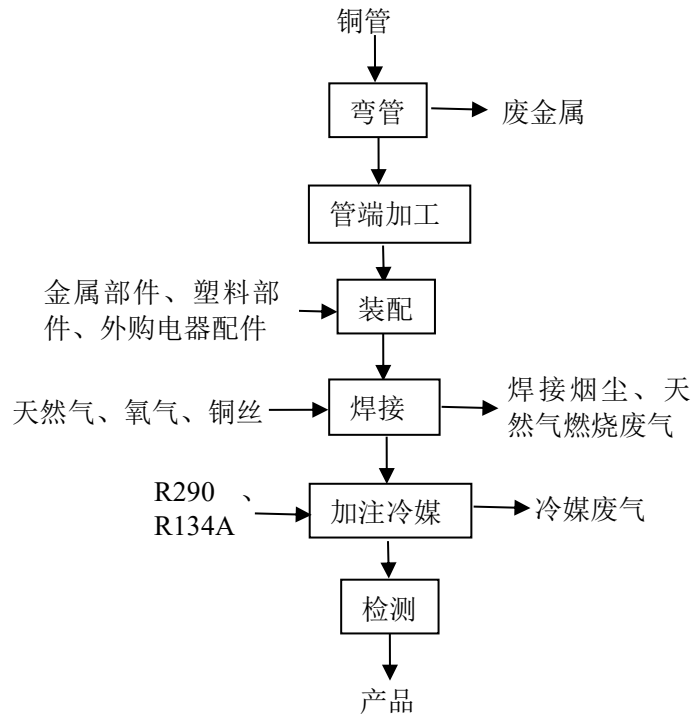 铜管
弯管
废金属
管端加工
金属部件、塑料部
件、外购电器配件
装配
天然气、氧气、铜丝
焊接
焊接烟尘、天
然气燃烧废气
R290 、
R134A
加注冷媒
冷媒废气
检测
产品